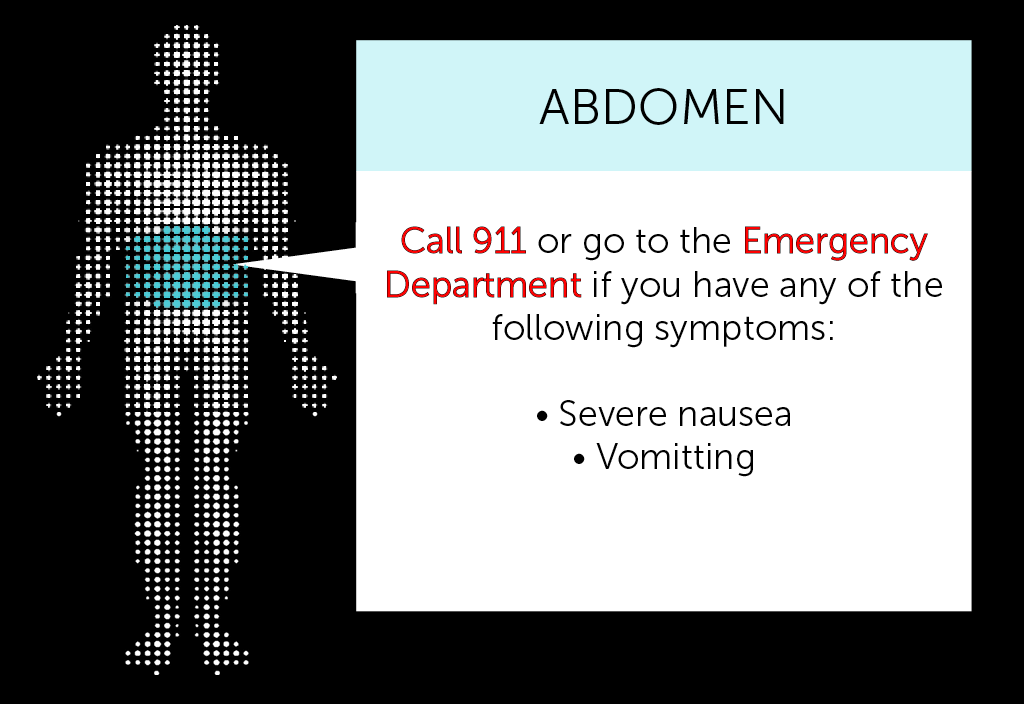 ABDOMEN
Call 911 or go to the Emergency
Department if you have any of the
following symptoms:
• Severe nausea
• Vomitting